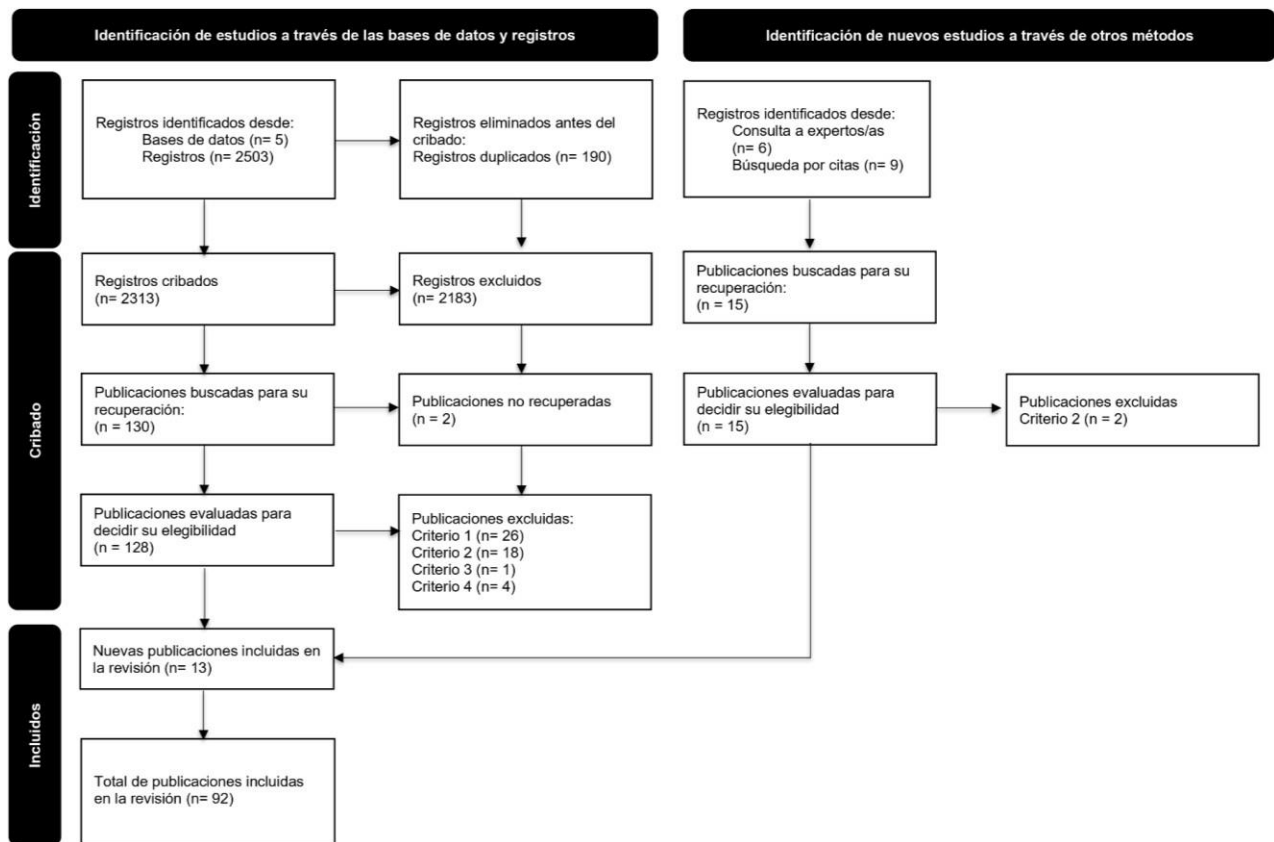 Identificación de estudios a través de las bases de datos y registros
Identificación de nuevos estudios a través de otros métodos
Identificación
Registros identificados desde:
Bases de datos (n= 5)
Registros (n= 2503)
Registros eliminados antes del
cribado:
Registros duplicados (n= 190)
Registros identificados desde:
Consulta a expertos/as
(n= 6)
Búsqueda por citas (n= 9)
Cribado
Registros cribados
(n= 2313)
Registros excluidos
(n= 2183)
Publicaciones buscadas para su
recuperación:
(n = 15)
Publicaciones buscadas para su
recuperación:
(n = 130)
Publicaciones no recuperadas
(n = 2)
Publicaciones evaluadas para
decidir su elegibilidad
(n = 15)
Publicaciones excluidas
Criterio 2 (n= 2)
Publicaciones evaluadas para
decidir su elegibilidad
(n = 128)
Publicaciones excluidas:
Criterio 1 (n= 26)
Criterio 2 (n= 18)
Criterio 3 (n= 1)
Criterio 4 (n= 4)
Incluidos
Nuevas publicaciones incluidas en
la revisión (n= 13)
Total de publicaciones incluidas
en la revisión (n= 92)